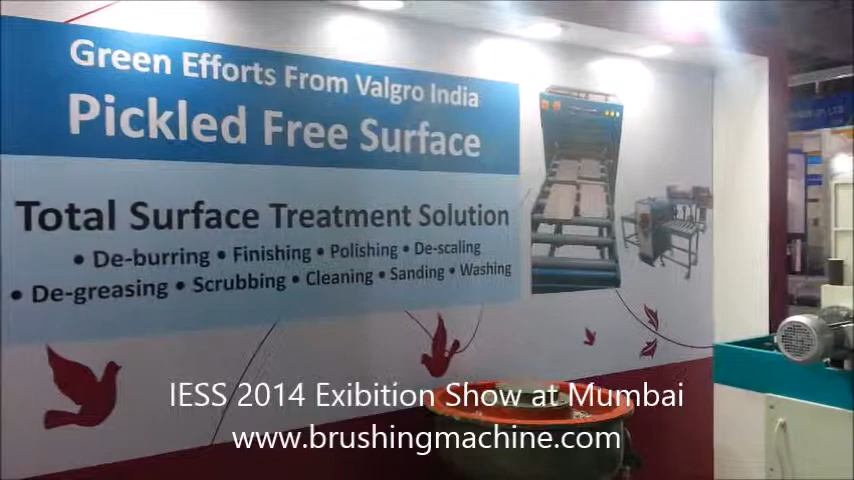 Green Efforts From Valgro India
Pickled Free Surface
Total Surface Treatment Solution
• De-burring • Finishing • Polishing • De-scaling
• De-greasing • Scrubbing • Cleaning • Sanding • Washing
IESS 2014 Exibition Show at Mumbai
www.brushingmachine.com